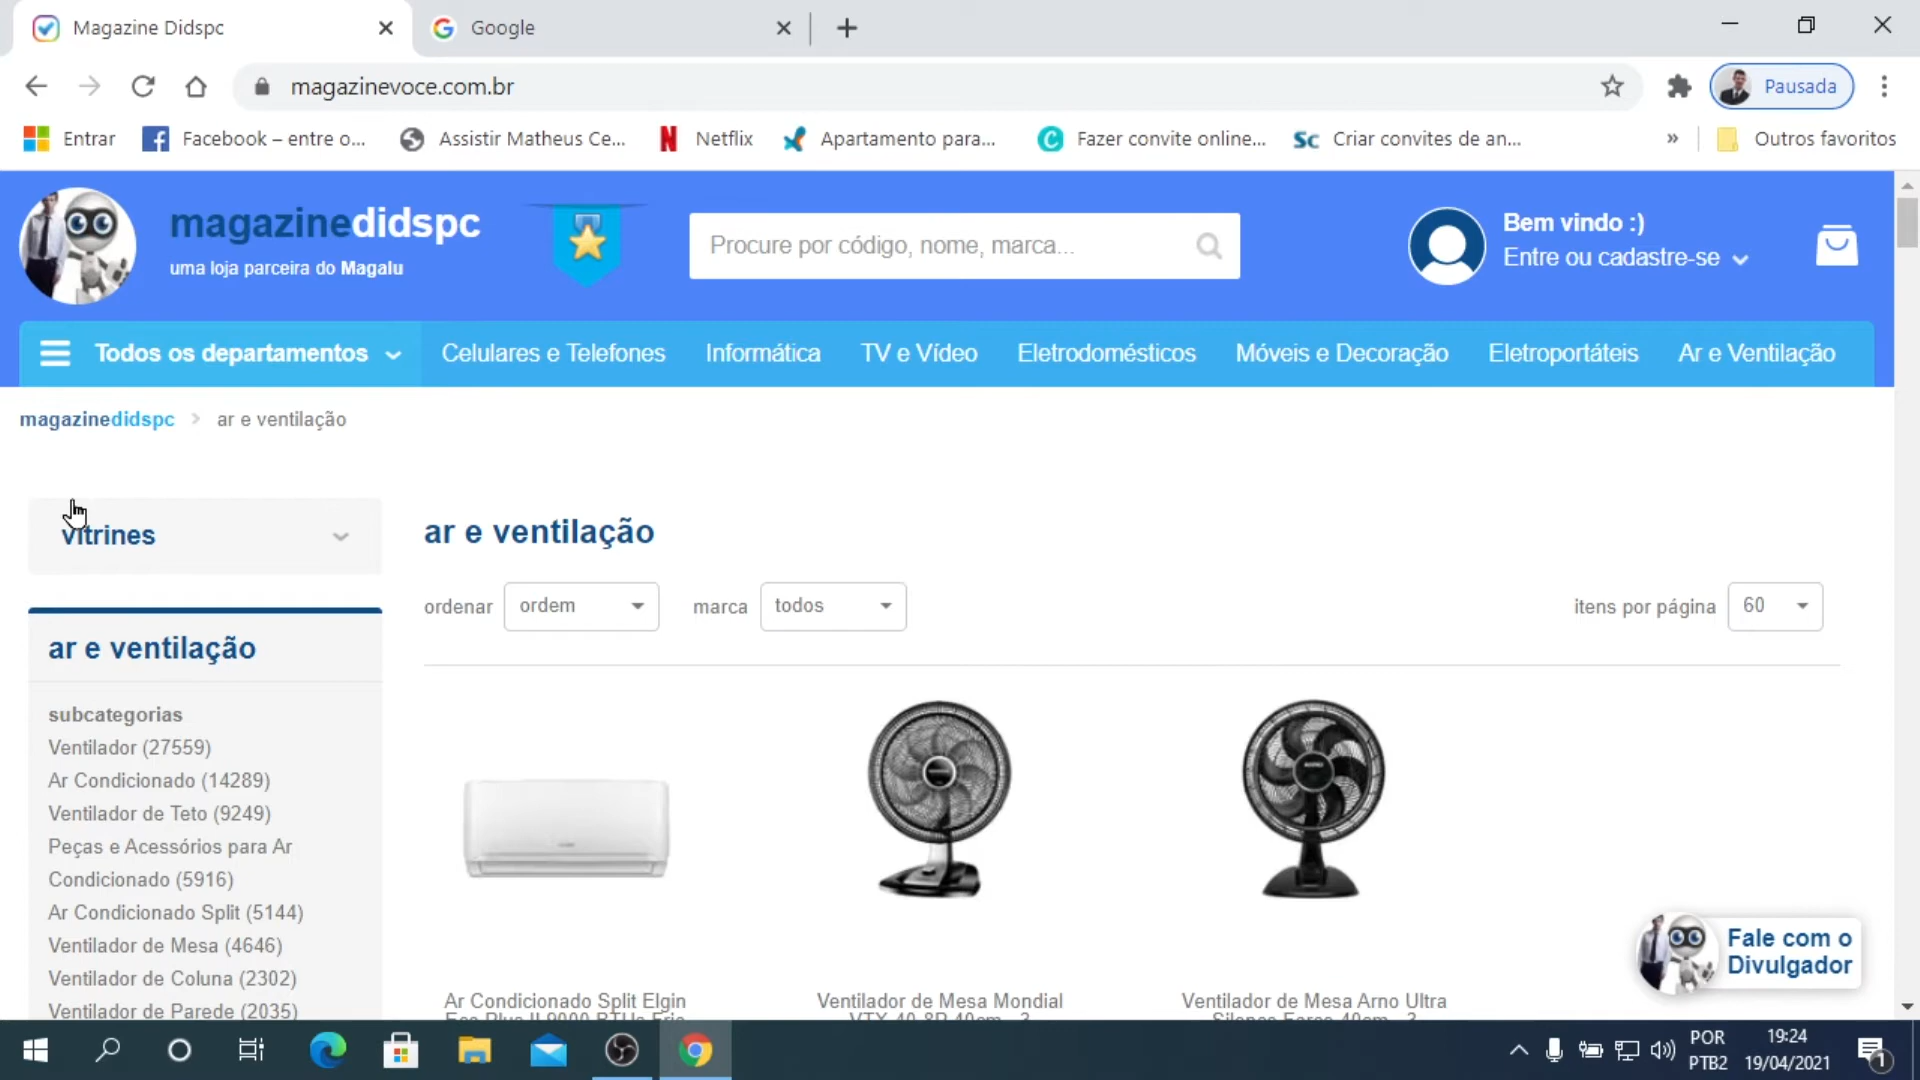 Magazine Didspc
Google
magazinevoce.com.br
Pausada
Entrar
Facebook – entre o...
Assistir Matheus Ce...
Netflix
Apartamento para...
Fazer convite online...
Criar convites de an...
»
Outros favoritos
magazinedidspc
uma loja parceira do Magalu
Procure por código, nome, marca...
Bem vindo :)
Entre ou cadastre-se
Todos os departamentos
Celulares e Telefones
Informática
TV e Vídeo
Eletrodomésticos
Móveis e Decoração
Eletroportáteis
Ar e Ventilação
magazinedidspc > ar e ventilação
vitrines
ar e ventilação
ordenar
ordem
marca
todos
itens por página
60
ar e ventilação
subcategorias
Ventilador (27559)
Ar Condicionado (14289)
Ventilador de Teto (9249)
Peças e Acessórios para Ar
Condicionado (5916)
Ar Condicionado Split (5144)
Ventilador de Mesa (4646)
Ventilador de Coluna (2302)
Ventilador de Parede (2035)
Ar Condicionado Split Elgin
Eco Plus II 9000 BTUs Frio
Ventilador de Mesa Mondial
VTX-40-8P 40cm - 3
Ventilador de Mesa Arno Ultra
Silence Force 40cm - 3
Fale com o
Divulgador
POR
PTB2
19:24
19/04/2021
1